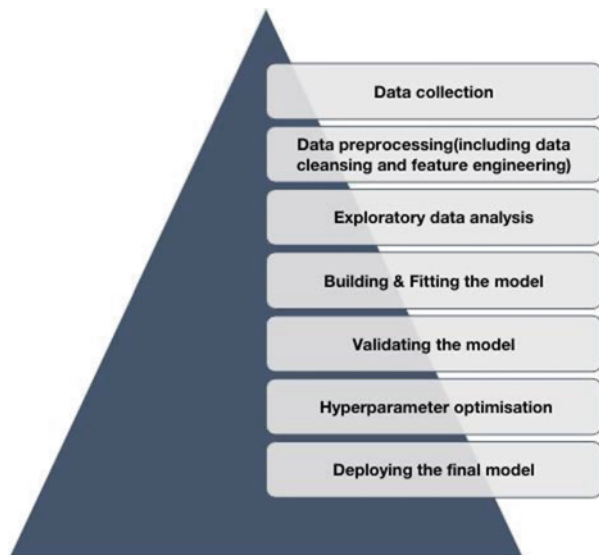 Data collection
Data preprocessing(including data
cleansing and feature engineering)
Exploratory data analysis
Building & Fitting the model
Validating the model
Hyperparameter optimisation
Deploying the final model